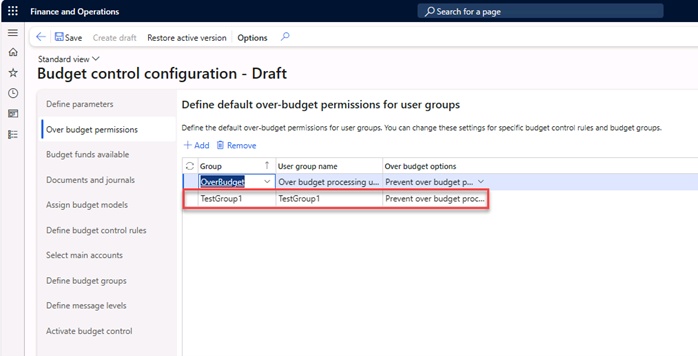 Finance and Operations
Search for a page
Save Create draft Restore active version Options
Standard view
Budget control configuration - Draft
Define parameters
Over budget permissions
Budget funds available
Documents and journals
Assign budget models
Define budget control rules
Select main accounts
Define budget groups
Define message levels
Activate budget control
Define default over-budget permissions for user groups
Define the default over-budget permissions for user groups. You can change these settings for specific budget control rules and budget groups.
+ Add Remove
Group User group name Over budget options
OverBudget Over budget processing u... Prevent over budget p...
TestGroup1 TestGroup1 Prevent over budget proc...